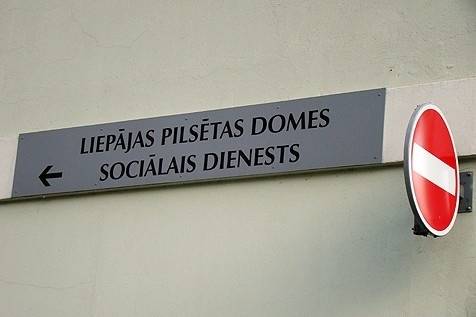 LIEPĀJAS PILSĒTAS DOMES
SOCIĀLAIS DIENESTS